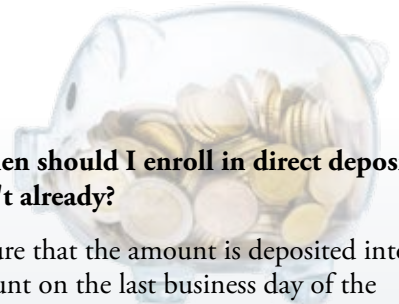 en should I enroll in direct deposi
't already?
ure that the amount is deposited into
unt on the last business day of the